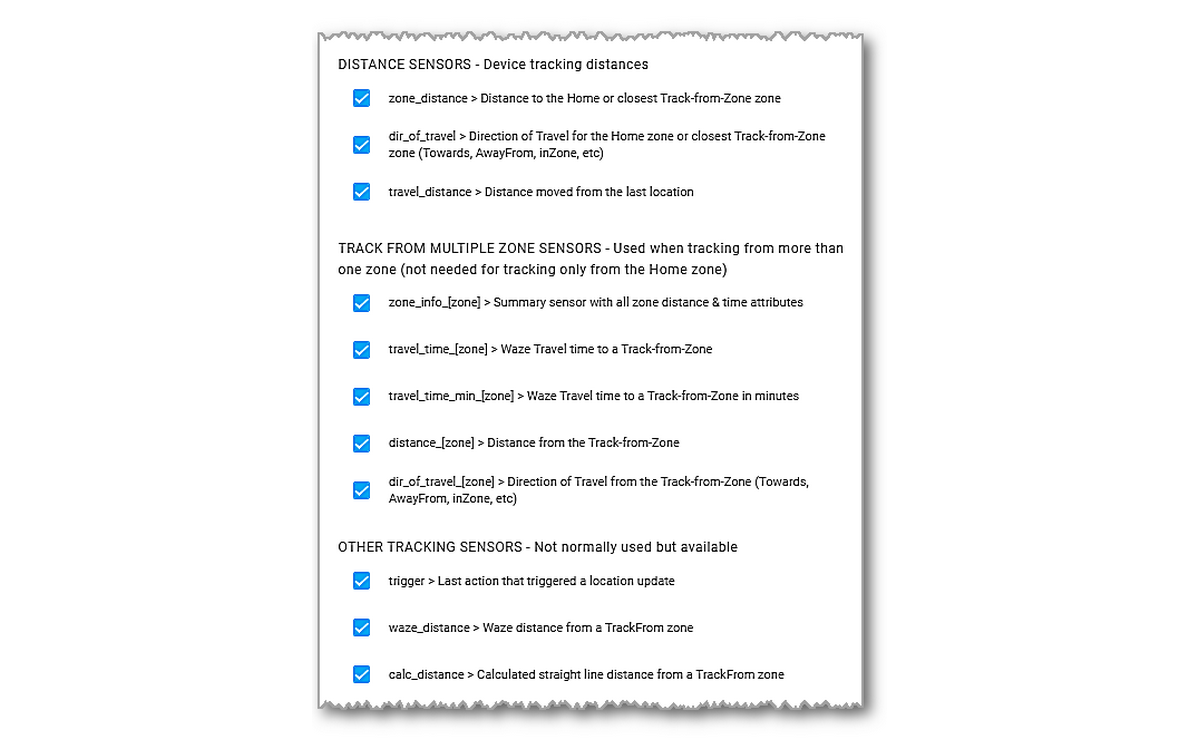 DISTANCE SENSORS - Device tracking distances
zone_distance > Distance to the Home or closest Track-from-Zone zone
dir_of_travel > Direction of Travel for the Home zone or closest Track-from-Zone
zone (Towards, AwayFrom, inZone, etc)
travel_distance > Distance moved from the last location
TRACK FROM MULTIPLE ZONE SENSORS - Used when tracking from more than
one zone (not needed for tracking only from the Home zone)
zone_info_[zone] > Summary sensor with all zone distance & time attributes
travel_time_[zone] > Waze Travel time to a Track-from-Zone
travel_time_min_[zone] > Waze Travel time to a Track-from-Zone in minutes
distance_[zone] > Distance from the Track-from-Zone
dir_of_travel_[zone] > Direction of Travel from the Track-from-Zone (Towards,
AwayFrom, inZone, etc)
OTHER TRACKING SENSORS - Not normally used but available
trigger > Last action that triggered a location update
waze_distance > Waze distance from a TrackFrom zone
calc_distance > Calculated straight line distance from a TrackFrom zone